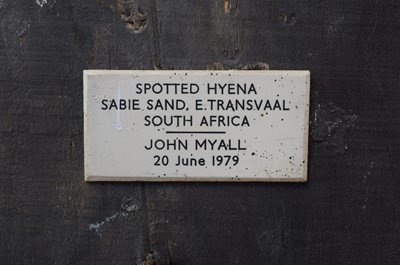 SPOTTED HYENA
SABIE SAND, E.TRANSVAAL
SOUTH AFRICA
JOHN MYALL
20 June 1979